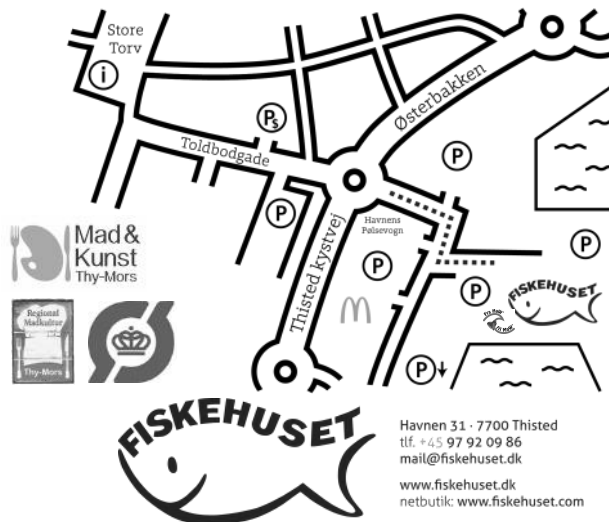 Store
Torv
i
Østerbakken
Ps
Toldbodgade
P
P
Havnens
Pølsevogn
Thisted kystvej
P
P
P
FISKEHUSET
P
Mad &
Kunst
Thy-Mors
Regional
Madkultur
Thy-Mors
FISKEHUSET
Havnen 31 · 7700 Thisted
tlf. +45 97 92 09 86
mail@fiskehuset.dk
www.fiskehuset.dk
netbutik: www.fiskehuset.com